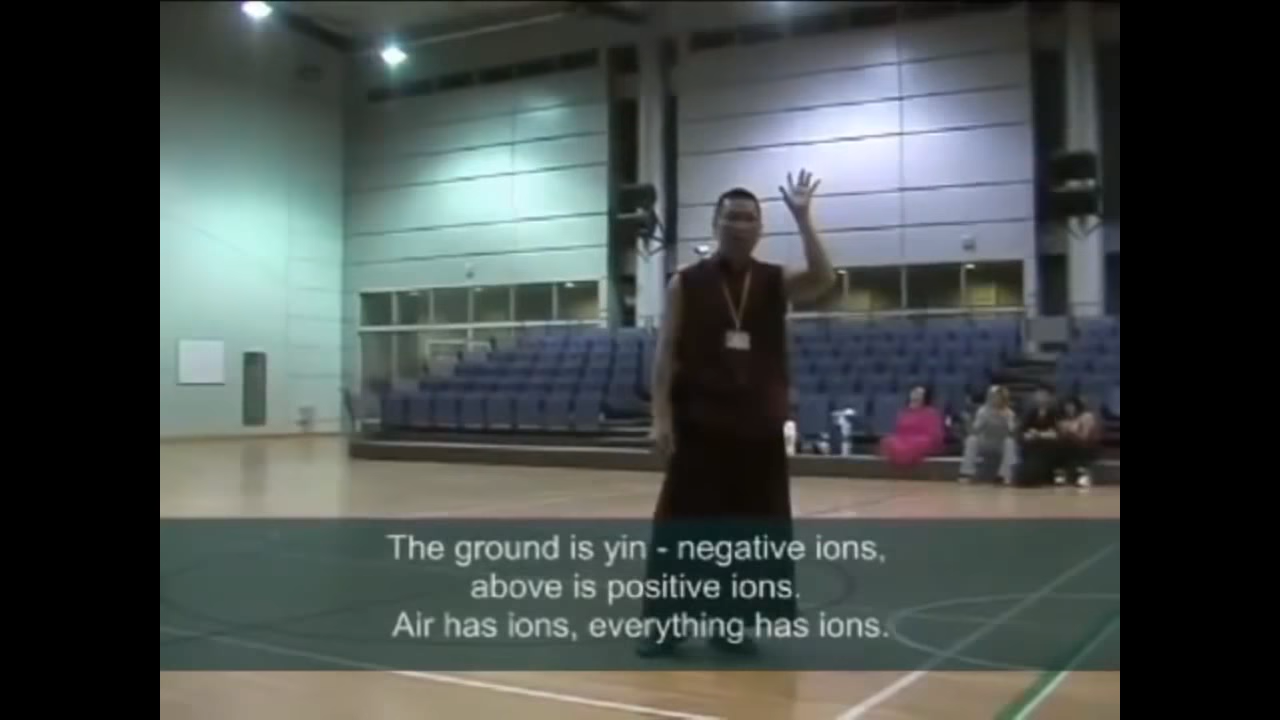 The ground is yin - negative ions,
above is positive ions.
Air has ions, everything has ions.